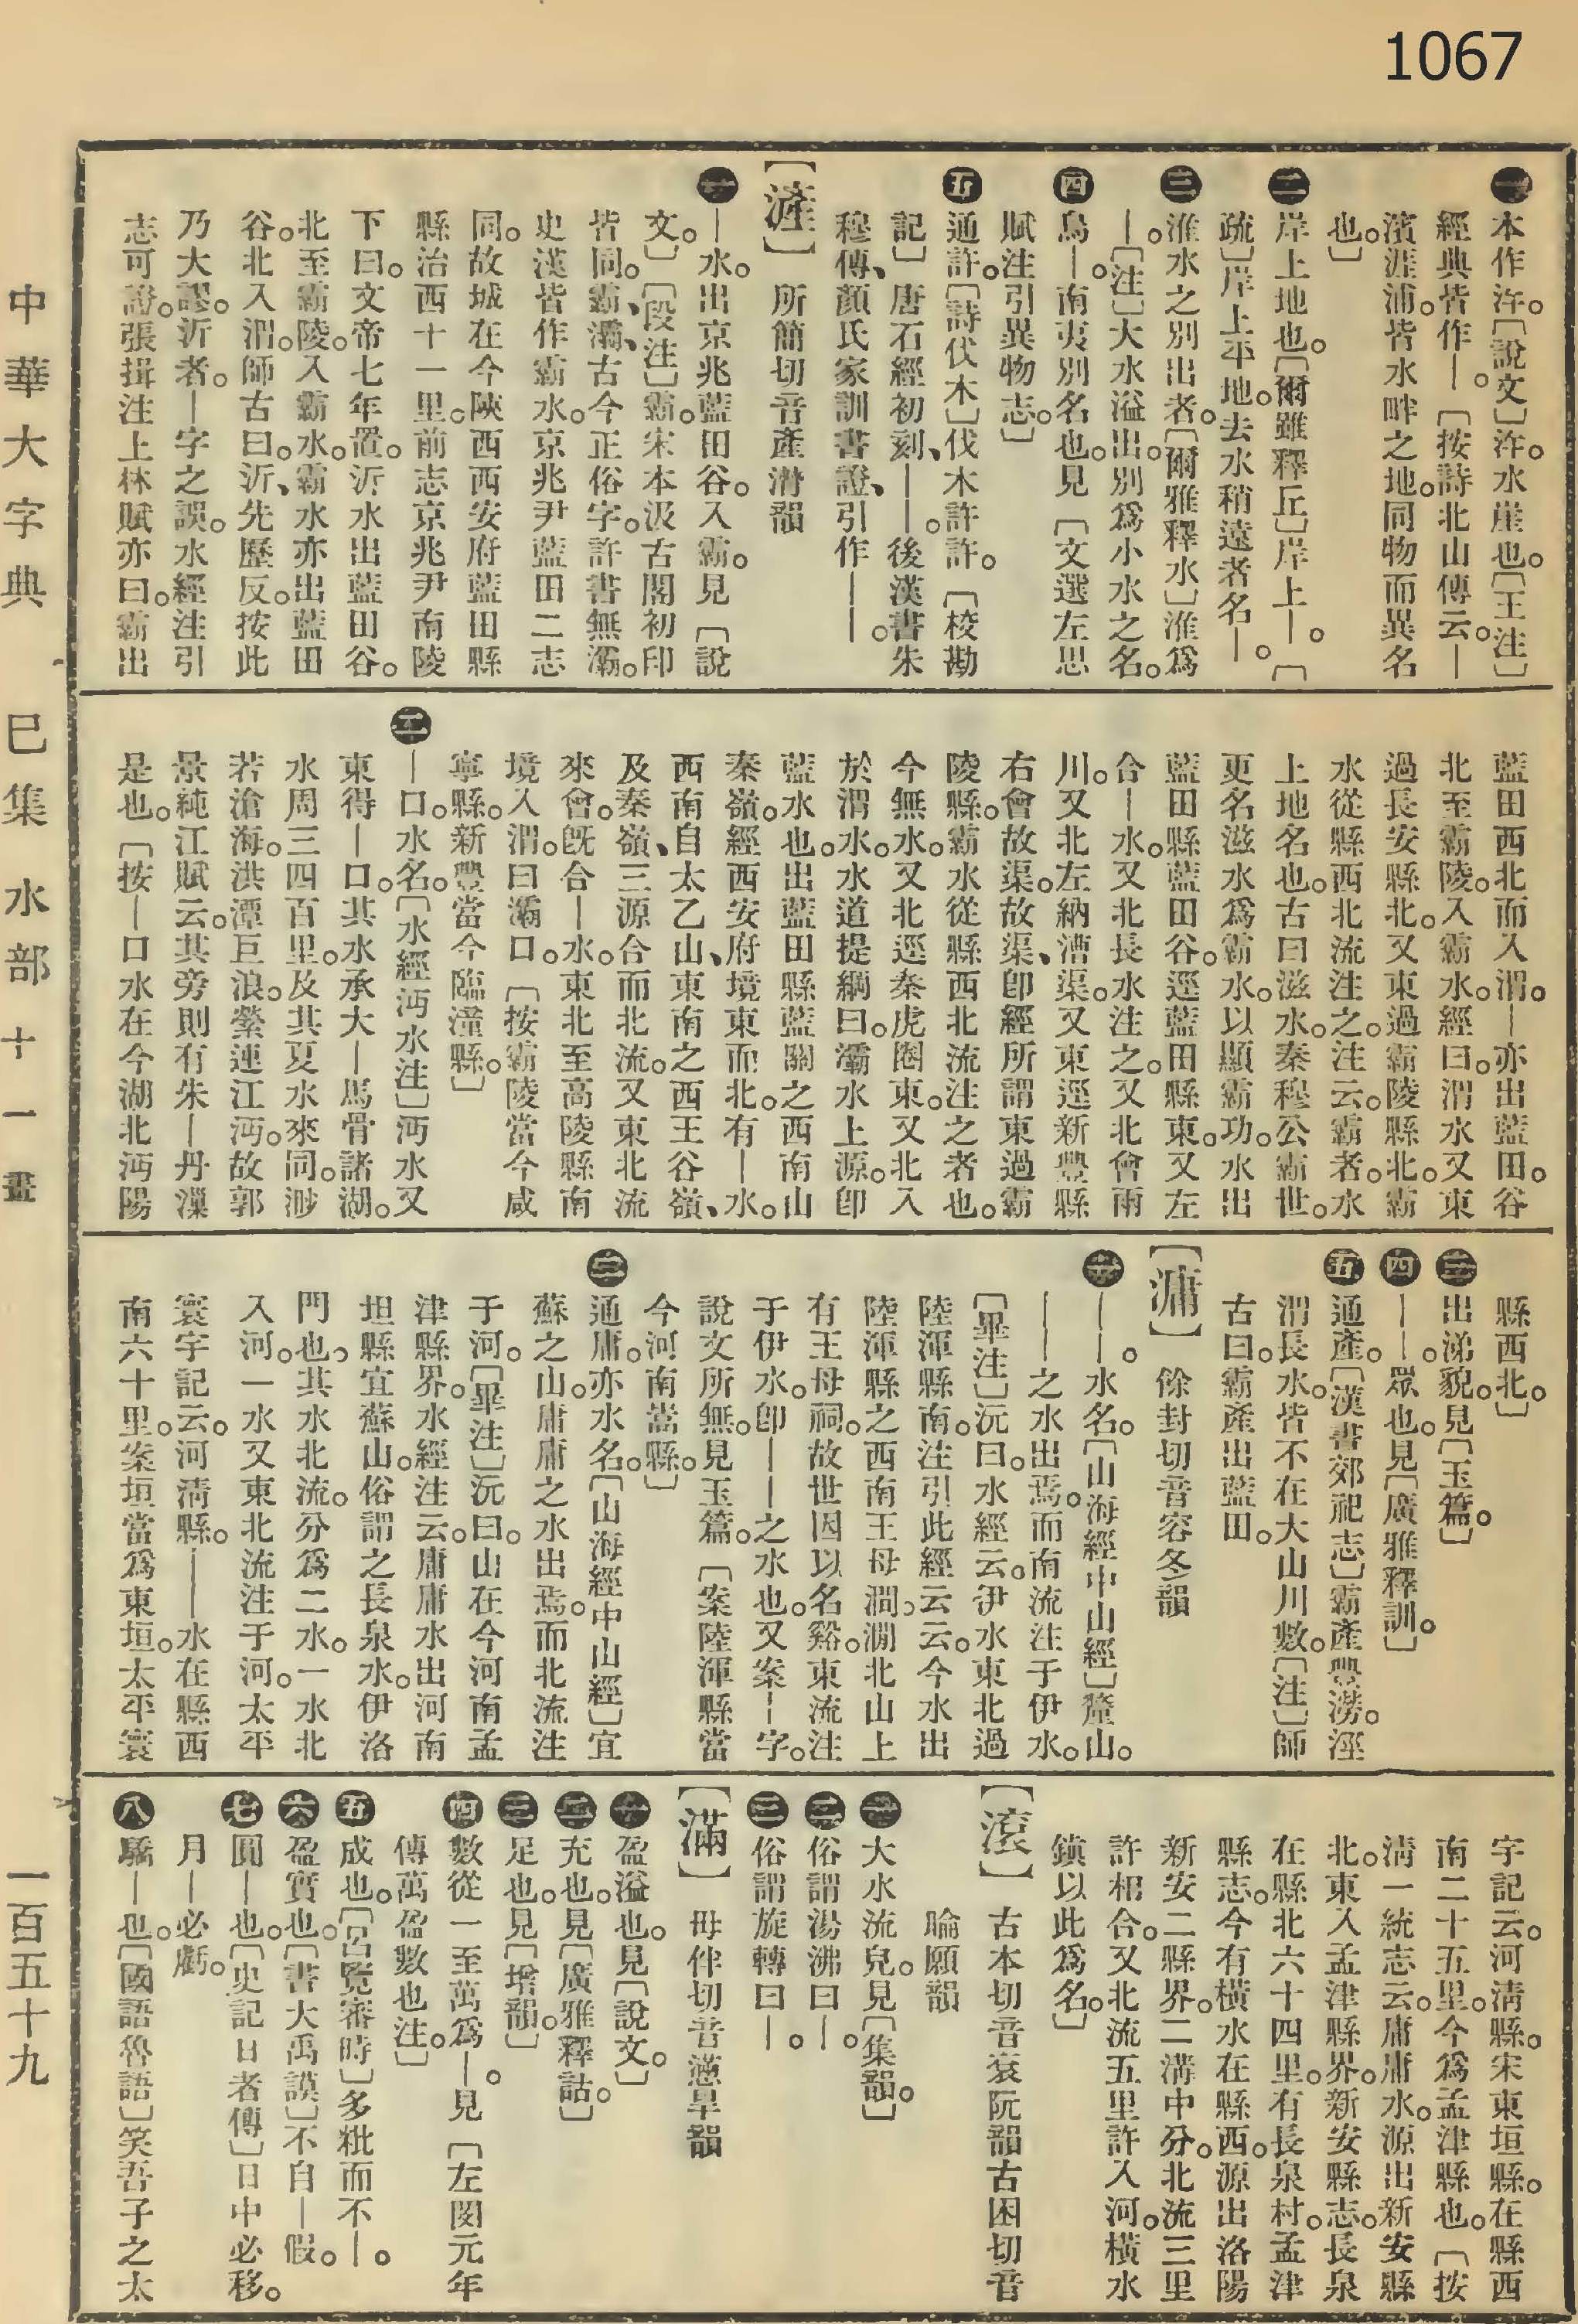 1067
中華大字典　巳集　水部　十一畫　一百五十九
㊀本作汻。〔說文〕汻。水崖也。〔王注〕
經典皆作｜。〔按詩北山傳云。｜
濱涯浦。皆水畔之地。同物而異名
也。〕
㊁岸上地也。〔爾雖釋丘〕岸上｜。〔
疏〕岸上平地。去水稍遠者名｜。
㊂淮水之別出者。〔爾雅釋水〕淮爲
｜。〔注〕大水溢出。別爲小水之名。
㊃鳥｜。南夷別名也。見〔文選左思
賦注引異物志。〕
㊄通許。〔詩伐木〕伐木許許。〔校勘
記〕唐石經初刻、｜｜。後漢書朱
穆傳、顏氏家訓書證、引作｜｜。
〔滻〕所簡切音產潸韻
㊀｜水。出京兆藍田谷。入霸。見〔說
文。〕〔段注〕霸。宋本汲古閣初印
皆同。霸、灞、古今正俗字。許書無灞。
史漢皆作霸水。京兆尹藍田二志
同。故城在今陝西西安府藍田縣
縣治西十一里。前志京兆尹南陵
下曰。文帝七年置。沂水出藍田谷。
北至霸陵。入霸水。霸水亦出藍田
谷。北入渭。師古曰。沂、先歷反。按此
乃大謬。沂者。｜字之誤。水經注引
志可證。張揖注上林賦亦曰。霸出
藍田西北而入渭。｜亦出藍田。谷
北至霸陵。入霸水。經曰。渭水又東
過長安縣北。又東過霸陵縣北。霸
水從縣西北流注之。注云。霸者。水
上地名也。古曰滋水。秦穆公霸世。
更名滋水爲霸水。以顯霸功。水出
藍田縣藍田谷。逕藍田縣東。又左
合｜水。又北長水注之。又北會兩
川。又北左納漕渠。又東逕新豐縣
右會故渠。故渠、卽經所謂東過霸
陵縣。霸水從縣西北流注之者也。
今無水。又北逕秦虎圈東。又北入
於渭水。水道提綱曰。灞水上源。卽
藍水也。出藍田縣藍關之西南山
秦嶺。經西安府境東而北。有｜水。
西南自太乙山、東南之西王谷嶺、
及秦嶺、三源合而北流。又東北流
來會。旣合｜水。東北至高陵縣南
境入渭。曰灞口。〔按霸陵當今咸
寧縣。新豐當今臨潼縣。〕
㊁｜口。水名。〔水經沔水注〕沔水又
東得｜口。其水承大｜馬骨諸湖。
水周三四百里。及其夏水來同。渺
若滄海。洪潭巨浪。縈連江沔。故郭
景純江賦云。其旁則有朱｜丹漅
是也。〔按｜口水在今湖北沔陽
縣西北。〕
㊂出涕貌。見〔玉篇。〕
㊃｜｜。眾也。見〔廣雅釋訓。〕
㊄通產。〔漢書郊祀志〕霸產豐澇。涇
渭長水。皆不在大山川數。〔注〕師
古曰。霸產出藍田。
〔滽〕餘封切音容冬韻
㊀｜｜。水名。〔山海經中山經〕釐山。
｜｜之水出焉。而南流注于伊水。
〔畢注〕沅曰。水經云。伊水東北過
陸渾縣南。注引此經云云。今水出
陸渾縣之西南王母澗。澗北山上
有王母祠。故世因以名谿。東流注
于伊水。卽｜｜之水也。又案｜字。
說文所無。見玉篇。〔案陸渾縣當
今河南嵩縣。〕
㊁通庸。亦水名。〔山海經中山經〕宜
蘇之山。庸庸之水出焉。而北流注
于河。〔畢注〕沅曰。山在今河南孟
津縣界。水經注云。庸庸水出河南
坦縣宜蘇山。俗謂之長泉水。伊洛
門也。其水北流。分爲二水。一水北
入河。一水又東北流注于河。太平
寰宇記云。河淸縣。｜｜水在縣西
南六十里。案垣當爲東垣。太平寰
宇記云。河淸縣。宋東垣縣。在縣西
南二十五里。今爲孟津縣也。〔按
淸一統志云。庸庸水。源出新安縣
北。東入孟津縣界。新安縣志。長泉
在縣北六十四里。有長泉村。孟津
縣志。今有橫水在縣西。源出洛陽
新安二縣界。二溝中分。北流三里
許相合。又北流五里許入河。橫水
鎮以此爲名。〕
〔滾〕古本切音袞阮韻古困切音
睔願韻
㊀大水流皃。見〔集韻。〕
㊁俗謂湯沸曰｜。
㊂俗謂旋轉曰｜。
〔滿〕毋伴切音懣旱韻
㊀盈溢也。見〔說文。〕
㊁充也。見〔廣雅釋詁。〕
㊂足也。見〔增韻。〕
㊃數從一至萬爲｜。見〔左閔元年
傳萬盈數也注。〕
㊄成也。〔呂覽審時〕多粃而不｜。
㊅盈實也。〔書大禹謨〕不自｜假。
㊆圓｜也。〔史記日者傳〕日中必移。
月｜必虧。
㊇驕｜也。〔國語魯語〕笑吾子之太